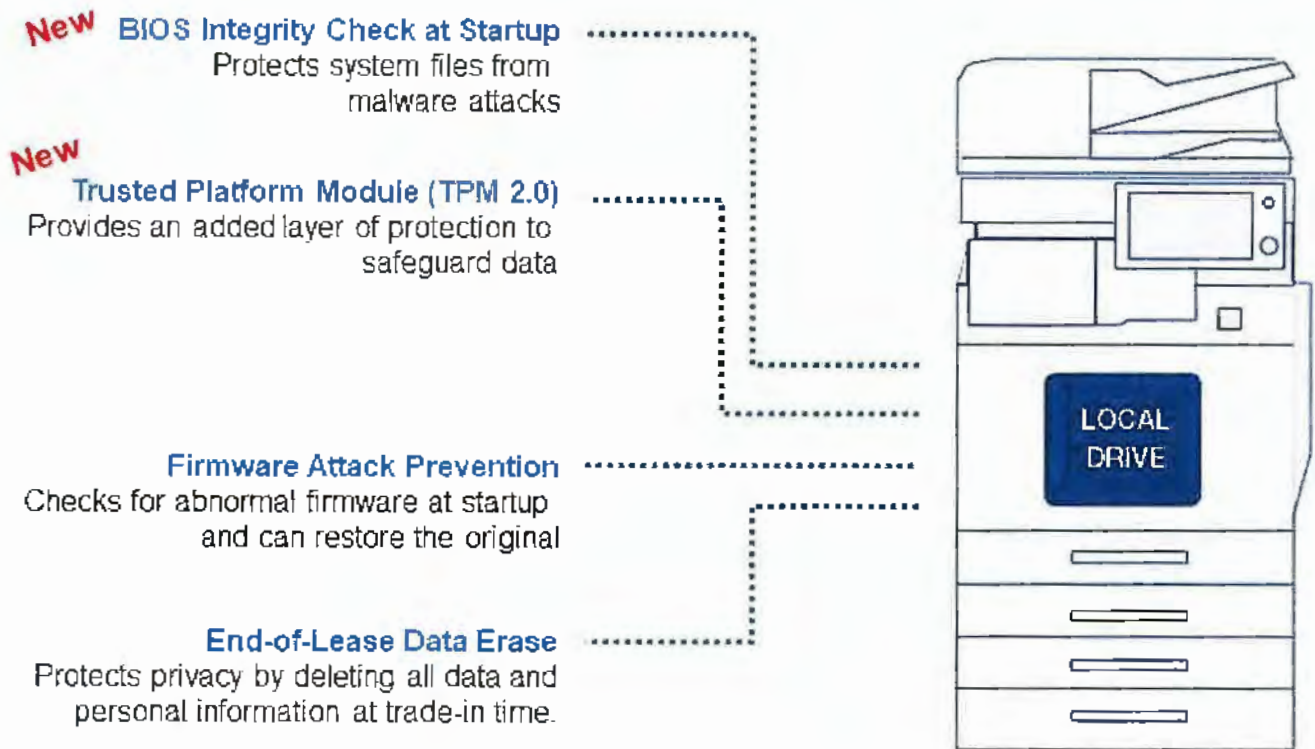 New BIOS Integrity Check at Startup
Protects system files from
malware attacks
New
Trusted Platform Module (TPM 2.0)
Provides an added layer of protection to
safeguard data
Firmware Attack Prevention
Checks for abnormal firmware at startup
and can restore the original
End-of-Lease Data Erase
Protects privacy by deleting all data and
personal information at trade-in time.
LOCAL
DRIVE